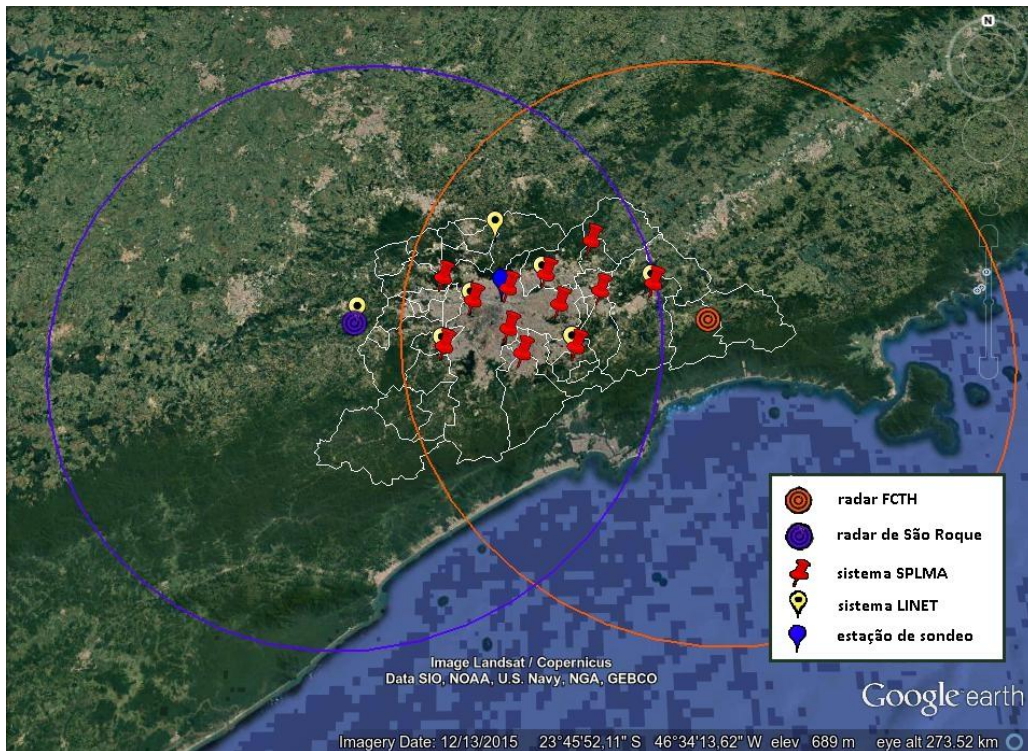 N
radar FCTH
radar de São Roque
sistema SPLMA
sistema LINET
estação de sondeo
Image Landsat / Copernicus
Data SIO, NOAA, U.S. Navy, NGA, GEBCO
Google earth
Imagery Date: 12/13/2015 23°45'52,11" S 46°34'13,62" W elev 689 m eye alt 273,52 km